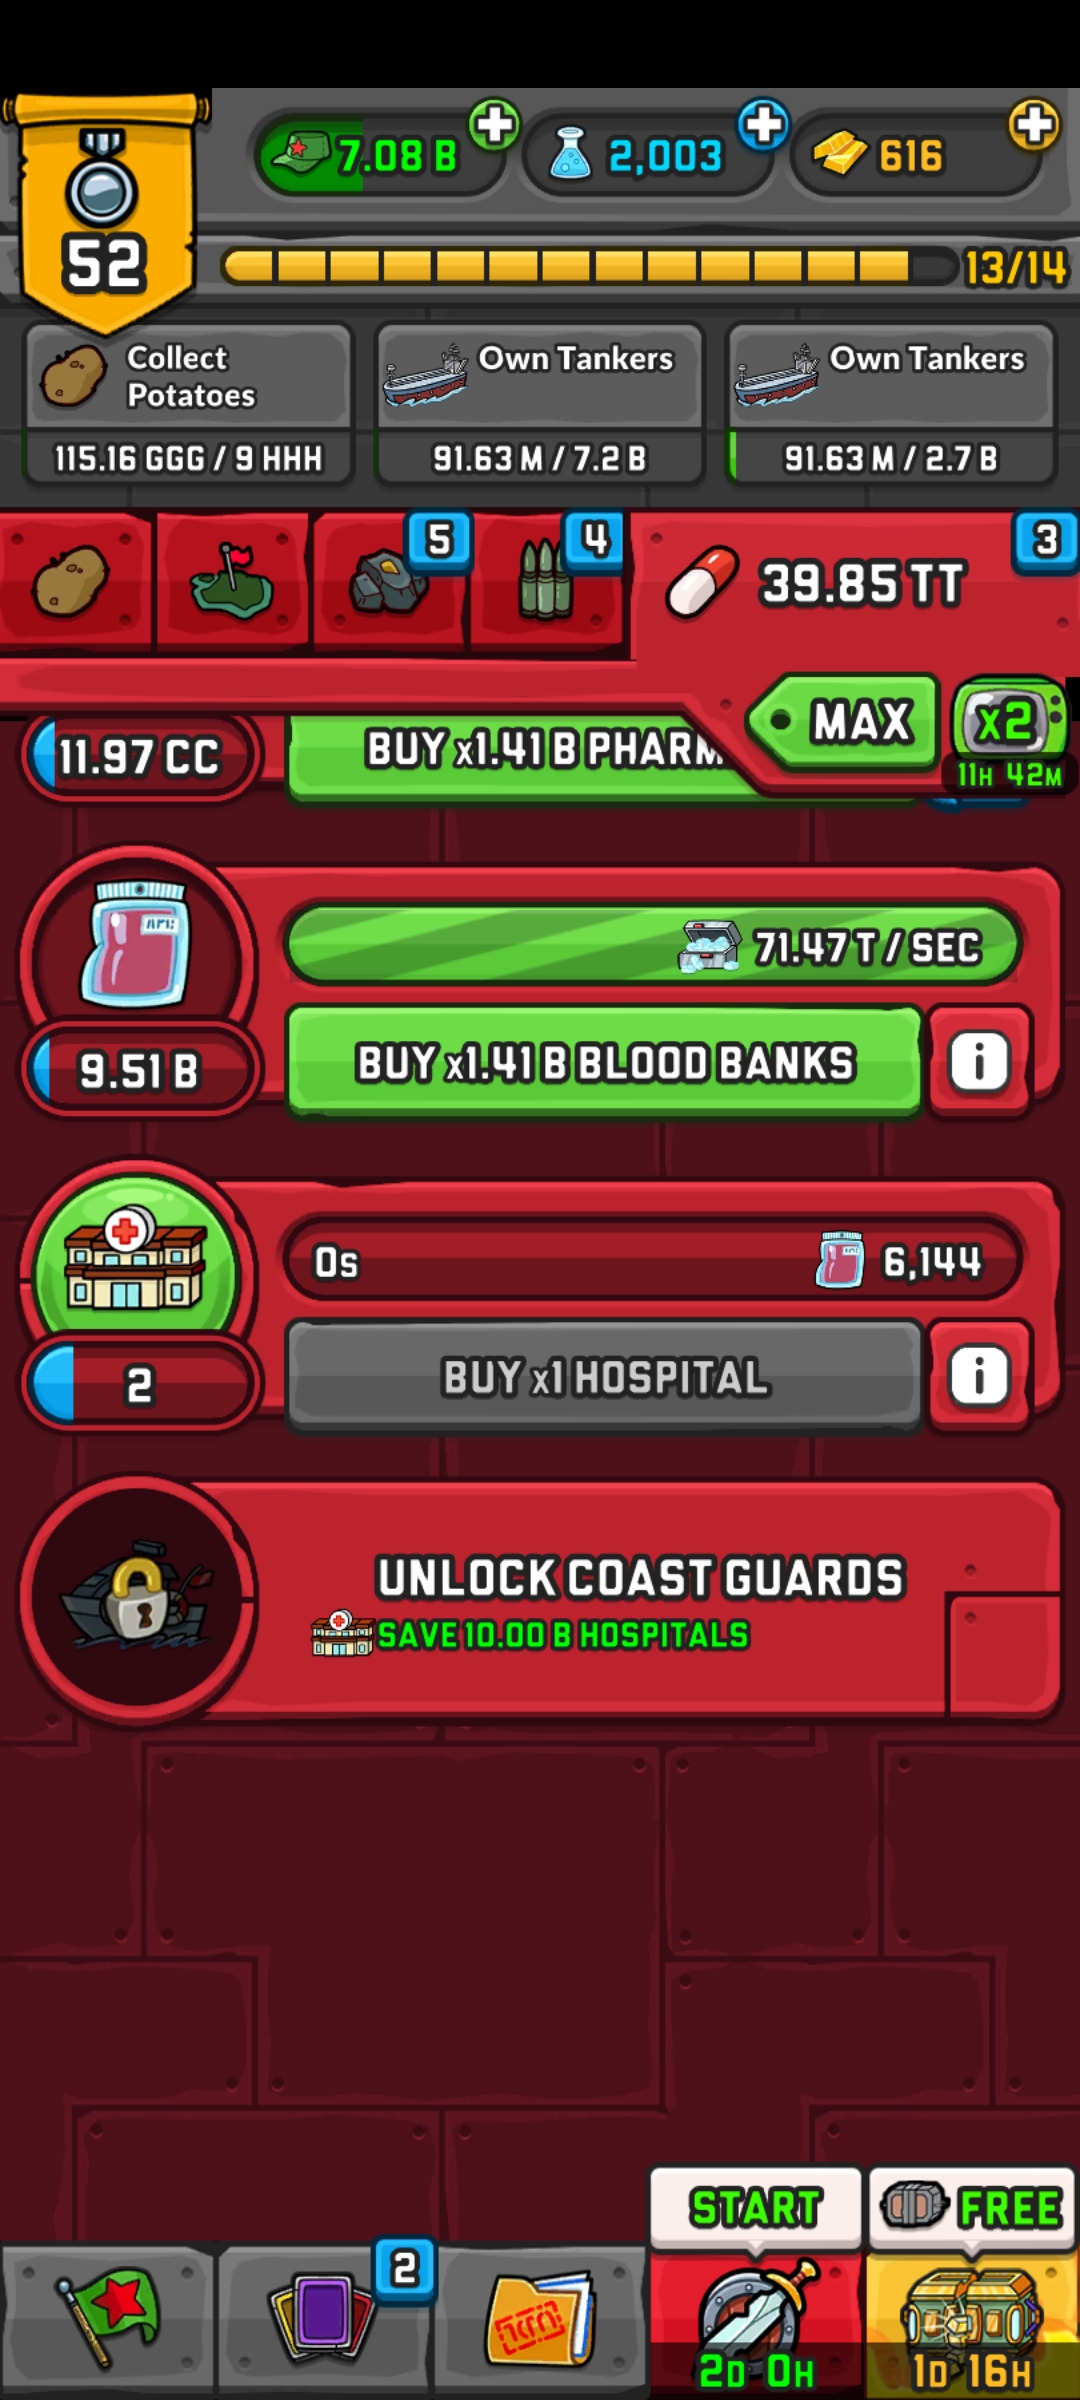 52
7.08 B
2,003
616
13/14
Collect
Potatoes
115.16 GGG / 9 HHH
Own Tankers
91.63 M / 7.2 B
Own Tankers
91.63 M / 2.7 B
5
4
39.85 TT
3
MAX
x2
11H 42M
11.97 CC
BUY x1.41 B PHARM
71.47 T / SEC
9.51 B
BUY x1.41 B BLOOD BANKS
i
0s
6,144
2
BUY x1 HOSPITAL
i
UNLOCK COAST GUARDS
SAVE 10.00 B HOSPITALS
START
FREE
2
2D 0H
1D 16H